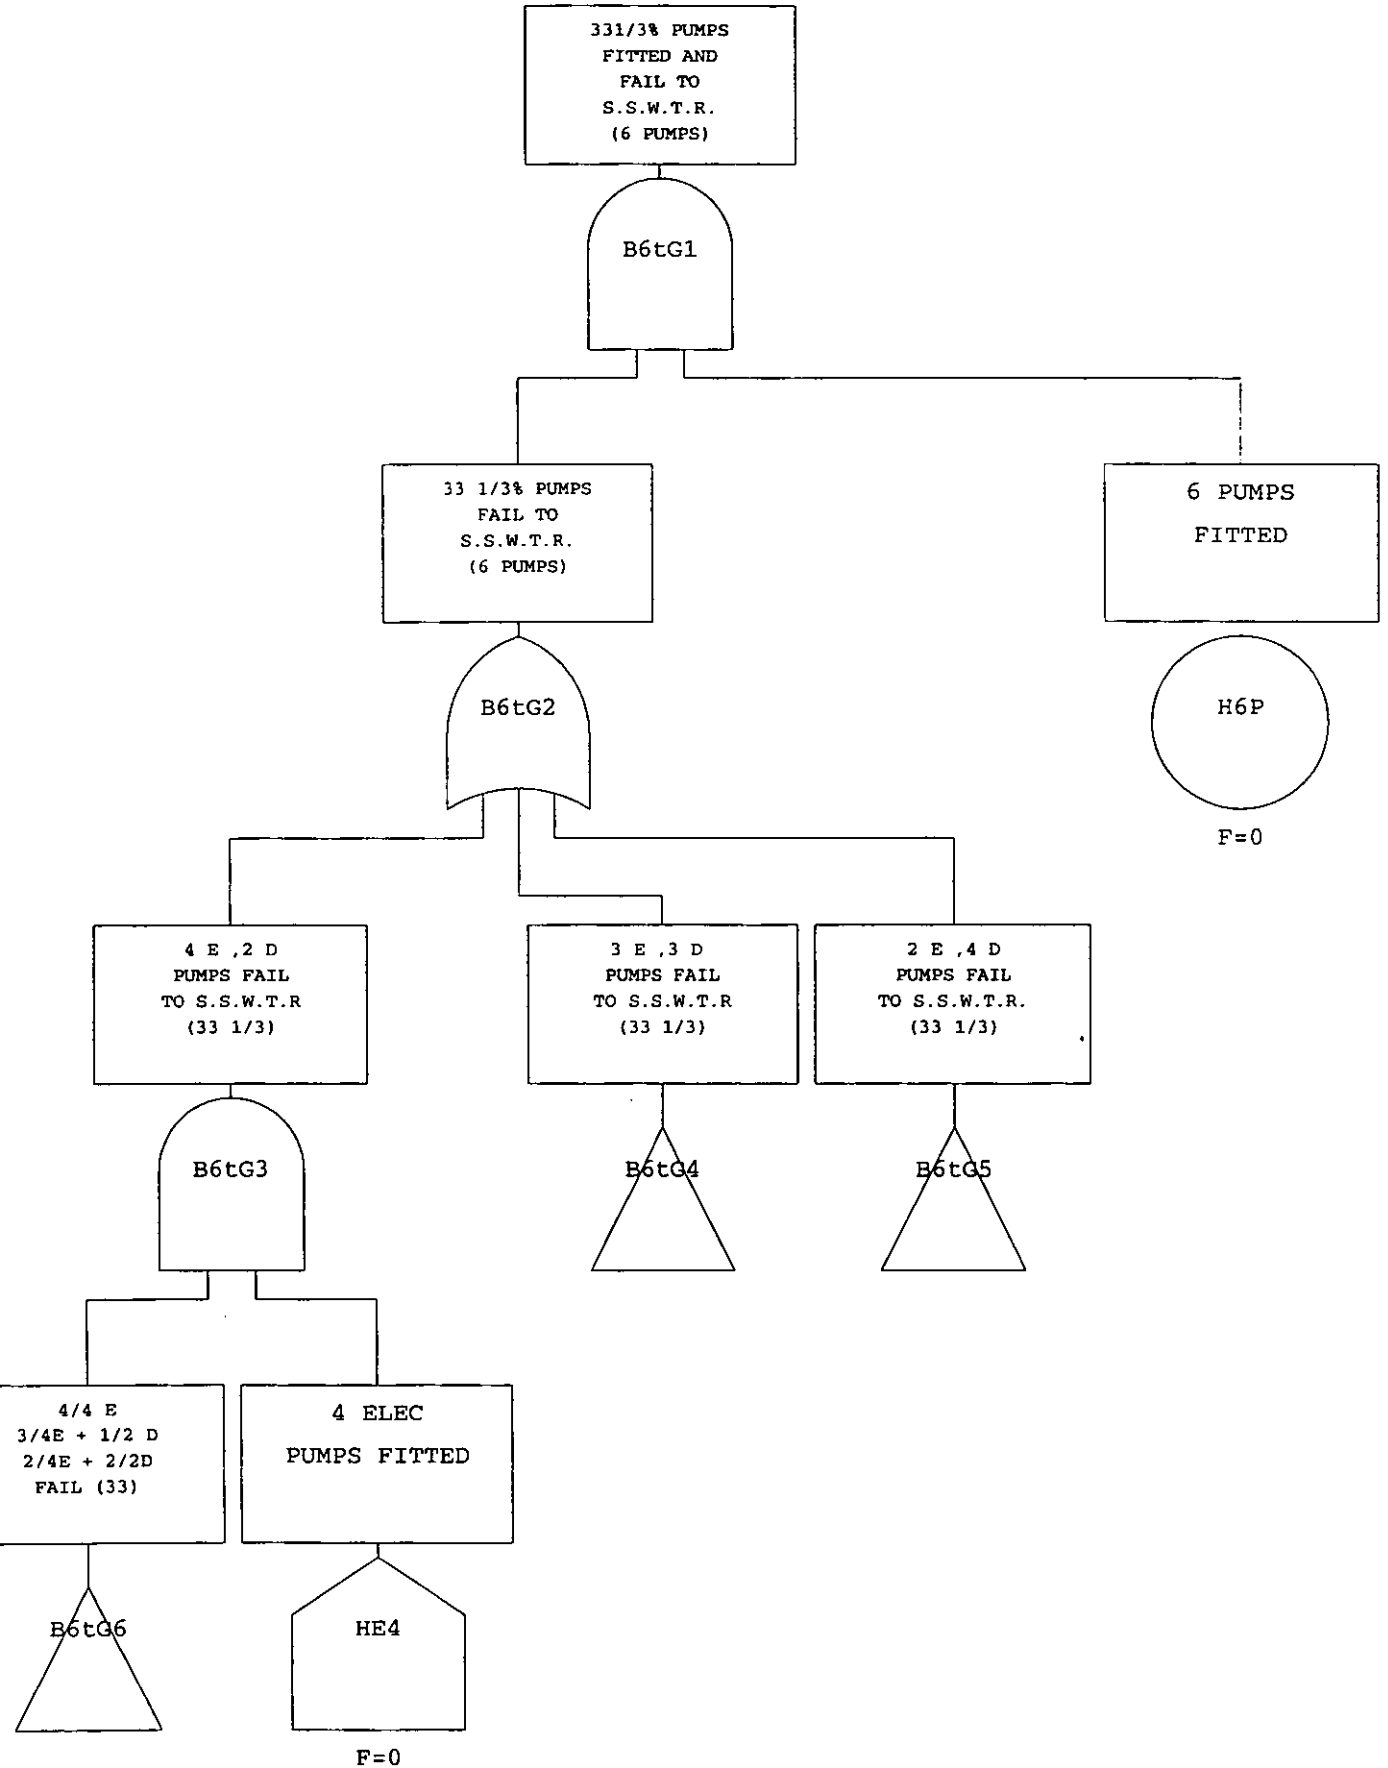 331/3% PUMPS
FITTED AND
FAIL TO
S.S.W.T.R.
(6 PUMPS)
B6tG1
33 1/3% PUMPS
FAIL TO
S.S.W.T.R.
(6 PUMPS)
6 PUMPS
FITTED
B6tG2
H6P
F=0
4 E ,2 D
PUMPS FAIL
TO S.S.W.T.R
(33 1/3)
3 E ,3 D
PUMPS FAIL
TO S.S.W.T.R
(33 1/3)
2 E ,4 D
PUMPS FAIL
TO S.S.W.T.R.
(33 1/3)
B6tG3
B6tG4
B6tG5
4/4 E
3/4E + 1/2 D
2/4E + 2/2D
FAIL (33)
4 ELEC
PUMPS FITTED
B6tG6
HE4
F=0